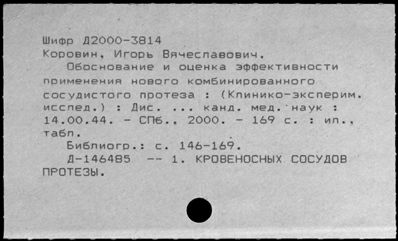 Шифр Д2000-3814
Коровин, Игорь Вячеславович.
Обоснование и оценка эффективности
применения нового комбинированного
сосудистого протеза : (Клинико-эксперим.
исслед.) : Дис. ... канд. мед. наук :
14.00.44. - СПб., 2000. - 169 с. : ил.,
табл.
Библиогр.: с. 146-169.
Д-146485 -- 1. КРОВЕНОСНЫХ СОСУДОВ
ПРОТЕЗЫ.